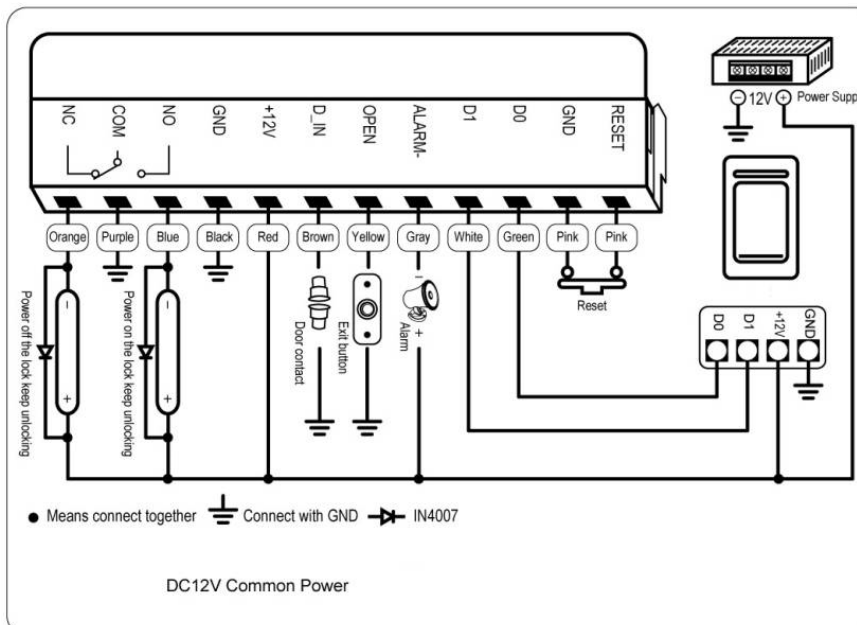 NC
COM
NO
GND
+12V
D_IN
OPEN
ALARM-
D1
D0
GND
RESET
− 12V + Power Supp
Orange
Purple
Blue
Black
Red
Brown
Yellow
Gray
White
Green
Pink
Pink
Power off the lock keep unlocking
−
+
Power on the lock keep unlocking
−
+
Door contact
Exit button
−
Alarm +
Reset
D0
D1
+12V
GND
Means connect together
Connect with GND
IN4007
DC12V Common Power